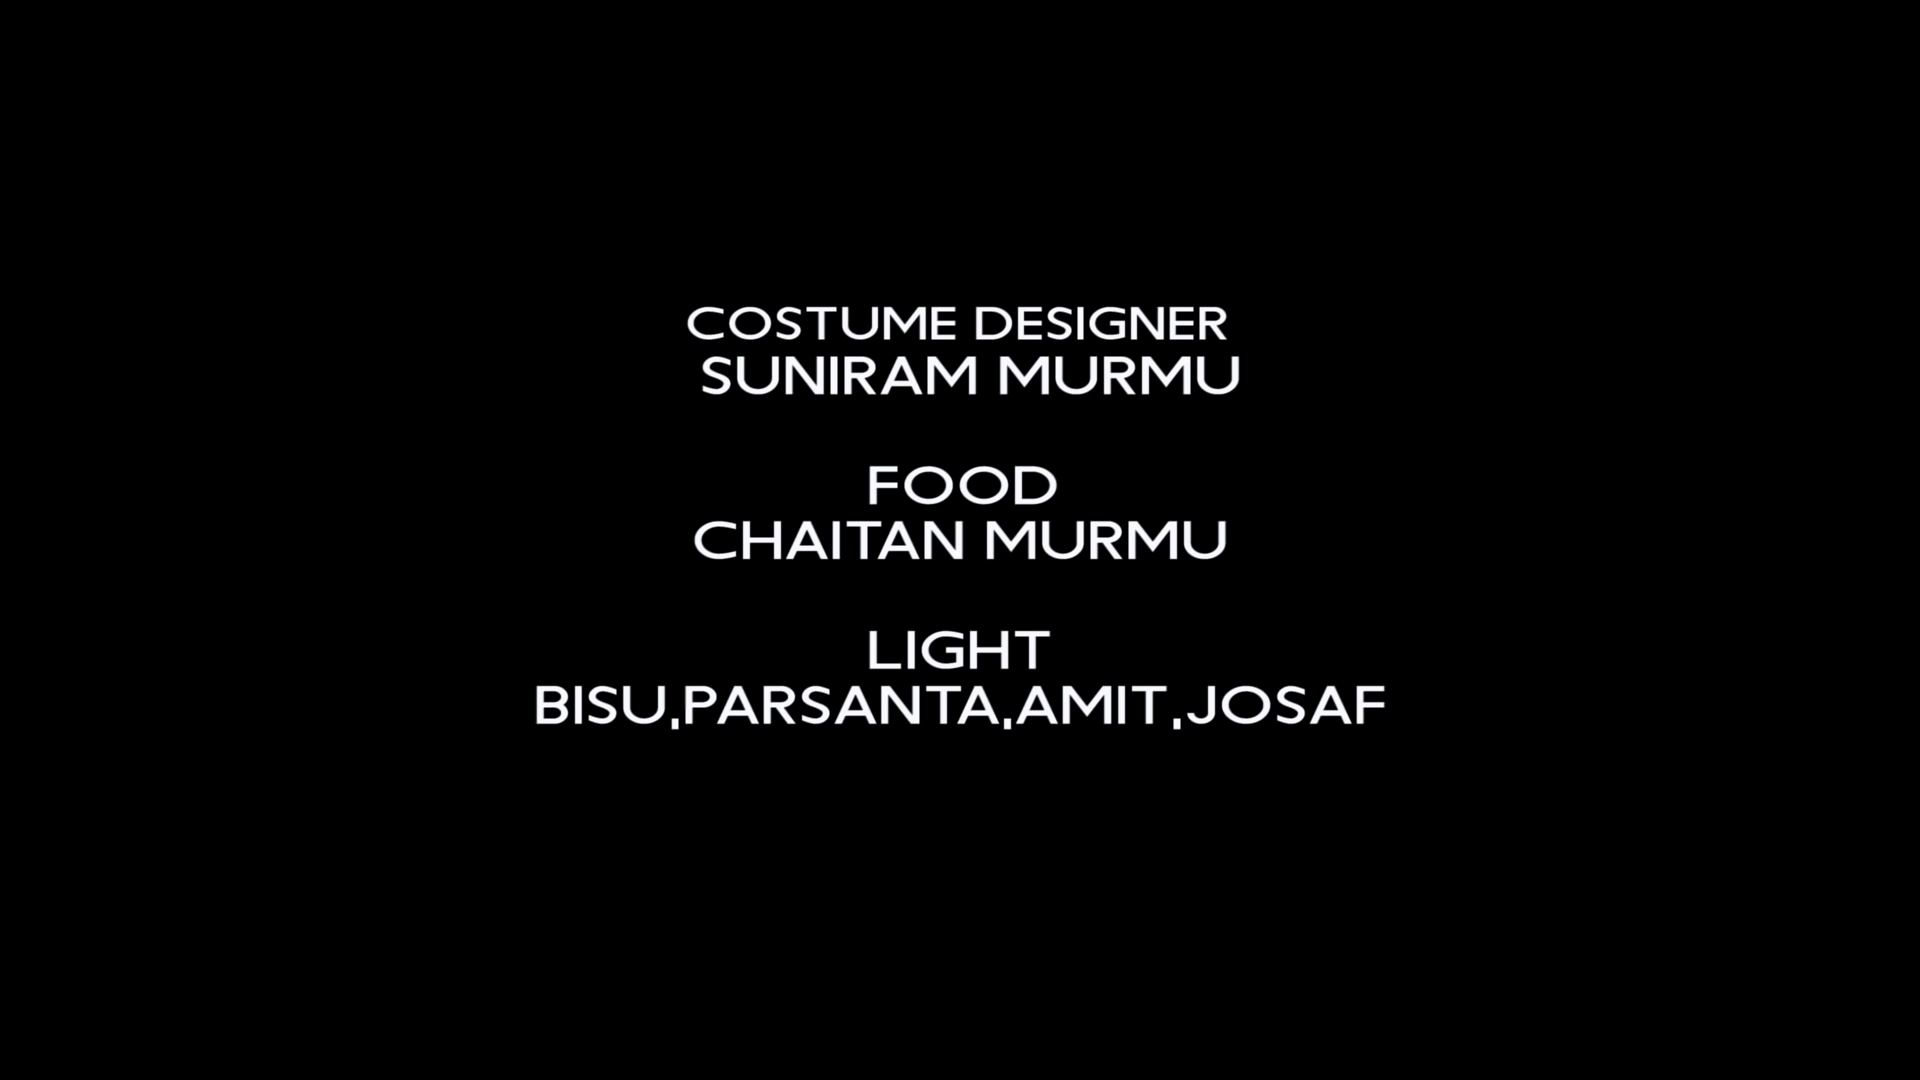 COSTUME DESIGNER
SUNIRAM MURMU
FOOD
CHAITAN MURMU
LIGHT
BISU,PARSANTA,AMIT,JOSAF